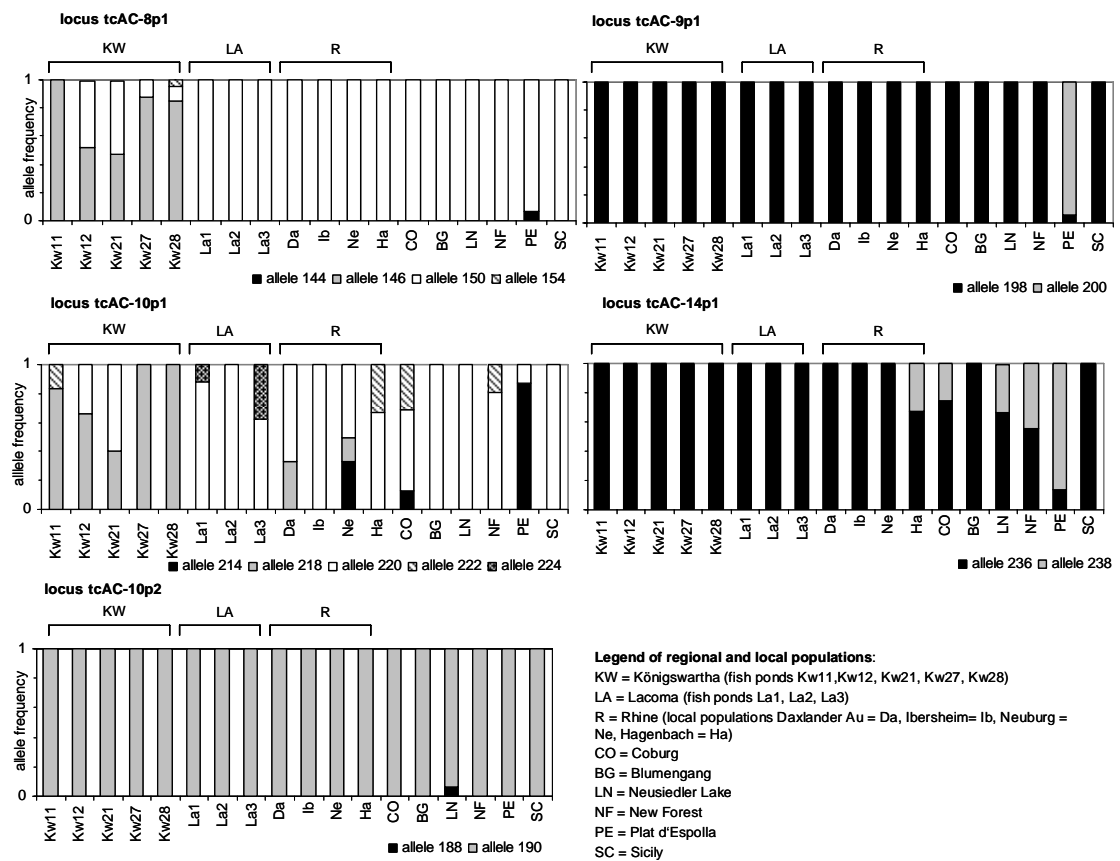 locus tcAC-8p1
KW LA R
1
allele frequency
0
Kw11 Kw12 Kw21 Kw27 Kw28 La1 La2 La3 Da Ib Ne Ha CO BG LN NF PE SC
allele 144 allele 146 allele 150 allele 154
locus tcAC-9p1
KW LA R
Kw11 Kw12 Kw21 Kw27 Kw28 La1 La2 La3 Da Ib Ne Ha CO BG LN NF PE SC
allele 198 allele 200
locus tcAC-10p1
KW LA R
1
allele frequency
0
Kw11 Kw12 Kw21 Kw27 Kw28 La1 La2 La3 Da Ib Ne Ha CO BG LN NF PE SC
allele 214 allele 218 allele 220 allele 222 allele 224
locus tcAC-14p1
KW LA R
Kw11 Kw12 Kw21 Kw27 Kw28 La1 La2 La3 Da Ib Ne Ha CO BG LN NF PE SC
allele 236 allele 238
locus tcAC-10p2
KW LA R
1
allele frequency
0
Kw11 Kw12 Kw21 Kw27 Kw28 La1 La2 La3 Da Ib Ne Ha CO BG LN NF PE SC
allele 188 allele 190
Legend of regional and local populations:
KW = Königswartha (fish ponds Kw11,Kw12, Kw21, Kw27, Kw28)
LA = Lacoma (fish ponds La1, La2, La3)
R = Rhine (local populations Daxlander Au = Da, Ibersheim= Ib, Neuburg =
Ne, Hagenbach = Ha)
CO = Coburg
BG = Blumengang
LN = Neusiedler Lake
NF = New Forest
PE = Plat d'Espolla
SC = Sicily